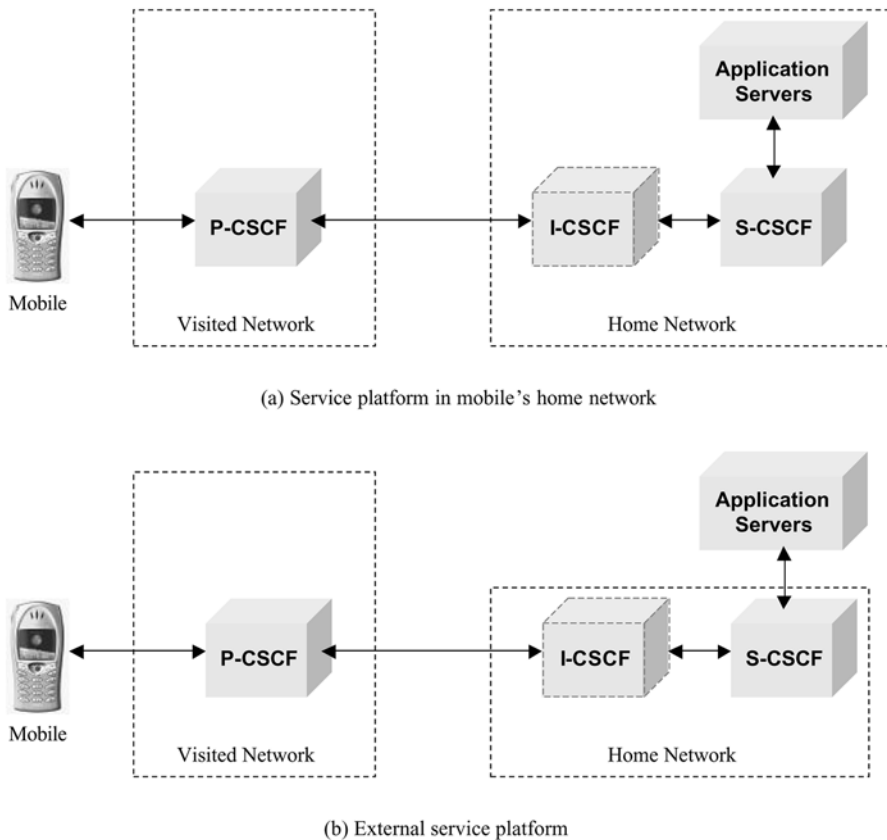 Application
Servers
P-CSCF
I-CSCF
S-CSCF
Mobile
Visited Network
Home Network
(a) Service platform in mobile’s home network
Application
Servers
P-CSCF
I-CSCF
S-CSCF
Mobile
Visited Network
Home Network
(b) External service platform